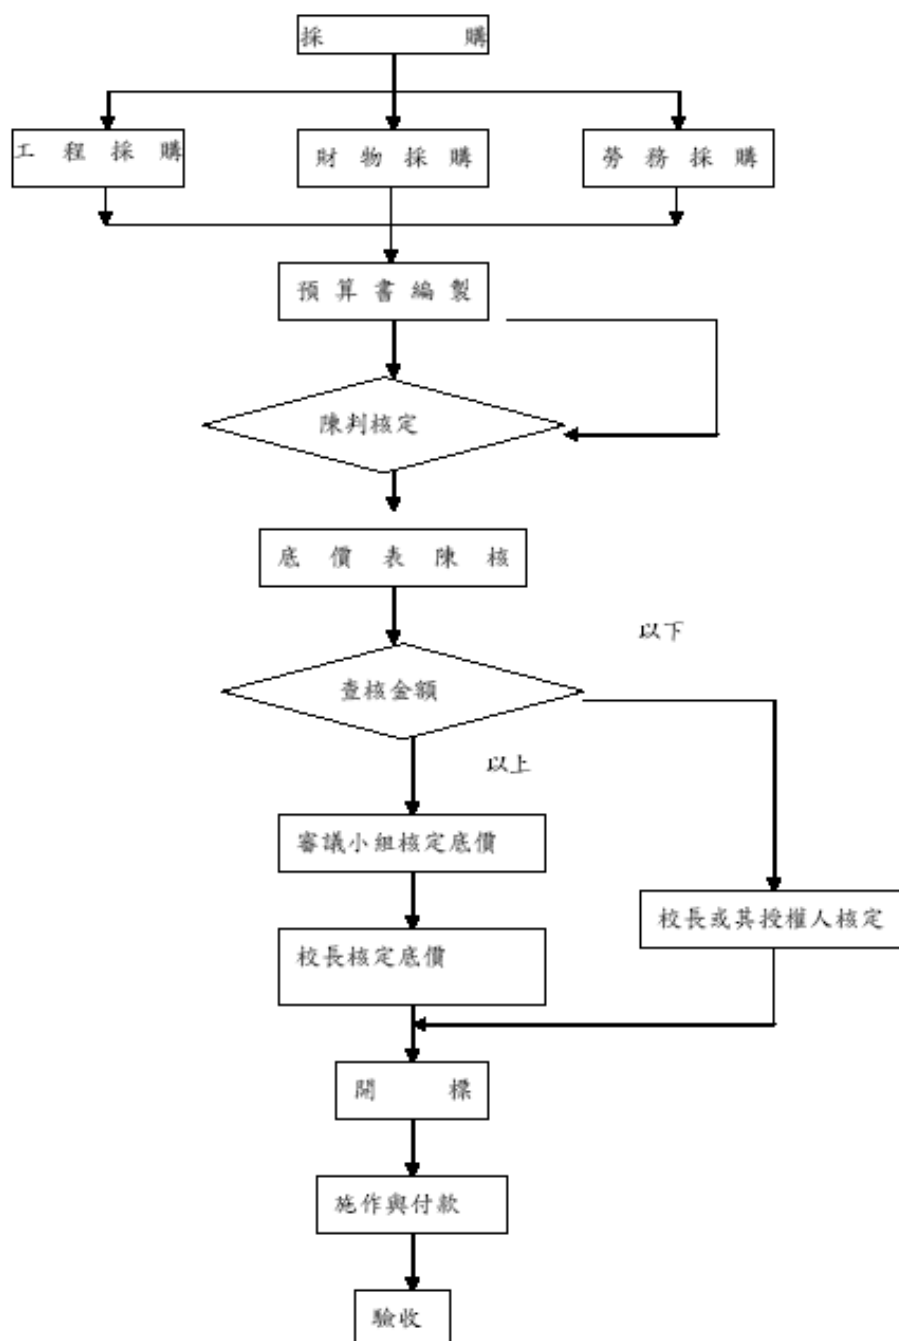 採購
工程採購
財物採購
勞務採購
預算書編製
陳判核定
底價表陳核
以下
查核金額
以上
審議小組核定底價
校長或其授權人核定
校長核定底價
開標
施作與付款
驗收